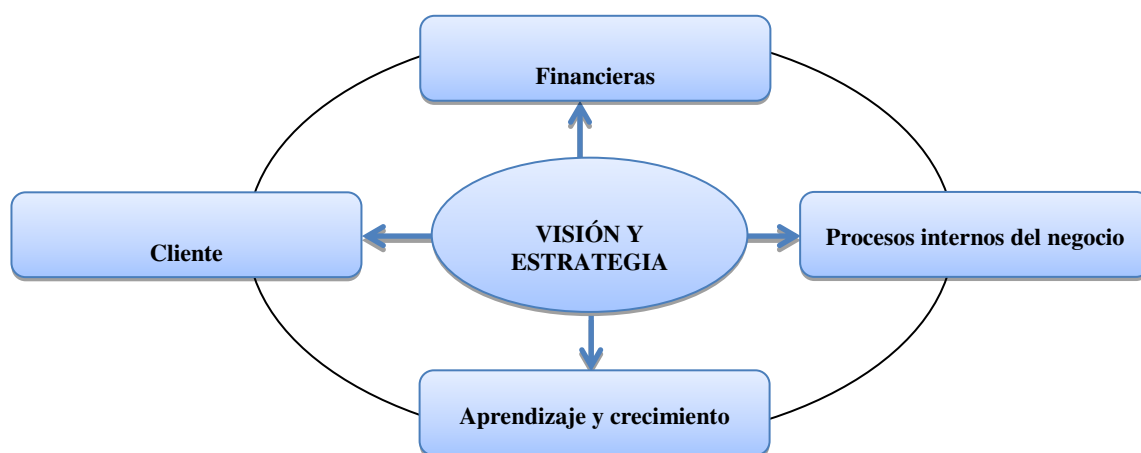 Financieras
Cliente
VISIÓN Y
ESTRATEGIA
Procesos internos del negocio
Aprendizaje y crecimiento